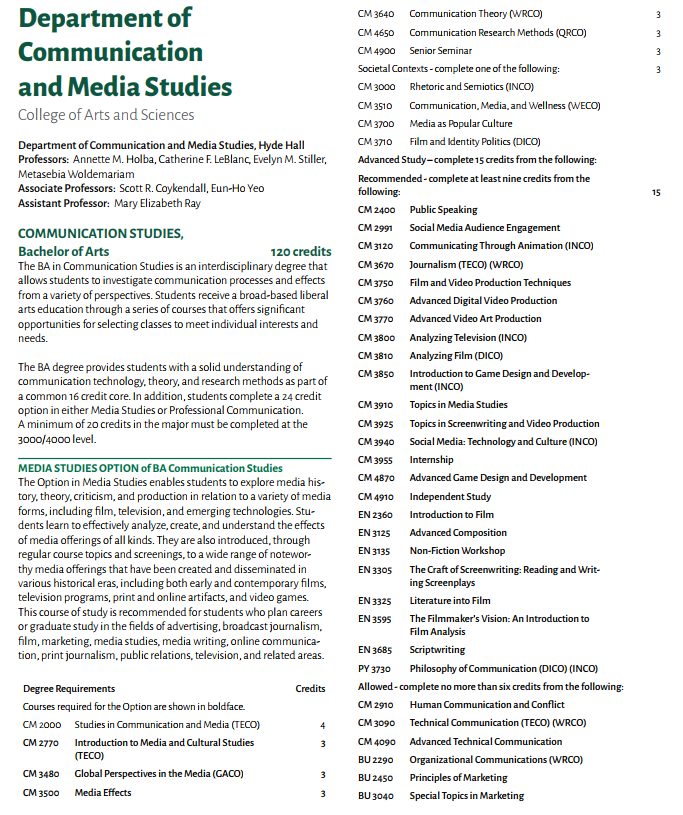 Department of
Communication
and Media Studies
College of Arts and Sciences
Department of Communication and Media Studies, Hyde Hall
Professors: Annette M. Holba, Catherine F. LeBlanc, Evelyn M. Stiller,
Metasebia Woldemariam
Associate Professors: Scott R. Coykendall, Eun-Ho Yeo
Assistant Professor: Mary Elizabeth Ray
COMMUNICATION STUDIES,
Bachelor of Arts 120 credits
The BA in Communication Studies is an interdisciplinary degree that
allows students to investigate communication processes and effects
from a variety of perspectives. Students receive a broad-based liberal
arts education through a series of courses that offers significant
opportunities for selecting classes to meet individual interests and
needs.
The BA degree provides students with a solid understanding of
communication technology, theory, and research methods as part of
a common 16 credit core. In addition, students complete a 24 credit
option in either Media Studies or Professional Communication.
A minimum of 20 credits in the major must be completed at the
3000/4000 level.
MEDIA STUDIES OPTION of BA Communication Studies
The Option in Media Studies enables students to explore media his-
tory, theory, criticism, and production in relation to a variety of media
forms, including film, television, and emerging technologies. Stu-
dents learn to effectively analyze, create, and understand the effects
of media offerings of all kinds. They are also introduced, through
regular course topics and screenings, to a wide range of notewor-
thy media offerings that have been created and disseminated in
various historical eras, including both early and contemporary films,
television programs, print and online artifacts, and video games.
This course of study is recommended for students who plan careers
or graduate study in the fields of advertising, broadcast journalism,
film, marketing, media studies, media writing, online communica-
tion, print journalism, public relations, television, and related areas.
Degree Requirements Credits
Courses required for the Option are shown in boldface.
CM 2000 Studies in Communication and Media (TECO) 4
CM 2770 Introduction to Media and Cultural Studies
(TECO) 3
CM 3480 Global Perspectives in the Media (GACO) 3
CM 3500 Media Effects 3
CM 3640 Communication Theory (WRCO) 3
CM 4650 Communication Research Methods (QRCO) 3
CM 4900 Senior Seminar 3
Societal Contexts - complete one of the following: 3
CM 3000 Rhetoric and Semiotics (INCO)
CM 3510 Communication, Media, and Wellness (WECO)
CM 3700 Media as Popular Culture
CM 3710 Film and Identity Politics (DICO)
Advanced Study – complete 15 credits from the following:
Recommended - complete at least nine credits from the
following: 15
CM 2400 Public Speaking
CM 2991 Social Media Audience Engagement
CM 3120 Communicating Through Animation (INCO)
CM 3670 Journalism (TECO) (WRCO)
CM 3750 Film and Video Production Techniques
CM 3760 Advanced Digital Video Production
CM 3770 Advanced Video Art Production
CM 3800 Analyzing Television (INCO)
CM 3810 Analyzing Film (DICO)
CM 3850 Introduction to Game Design and Develop-
ment (INCO)
CM 3910 Topics in Media Studies
CM 3925 Topics in Screenwriting and Video Production
CM 3940 Social Media: Technology and Culture (INCO)
CM 3955 Internship
CM 4870 Advanced Game Design and Development
CM 4910 Independent Study
EN 2360 Introduction to Film
EN 3125 Advanced Composition
EN 3135 Non-Fiction Workshop
EN 3305 The Craft of Screenwriting: Reading and Writ-
ing Screenplays
EN 3325 Literature into Film
EN 3595 The Filmmaker's Vision: An Introduction to
Film Analysis
EN 3685 Scriptwriting
PY 3730 Philosophy of Communication (DICO) (INCO)
Allowed - complete no more than six credits from the following:
CM 2910 Human Communication and Conflict
CM 3090 Technical Communication (TECO) (WRCO)
CM 4090 Advanced Technical Communication
BU 2290 Organizational Communications (WRCO)
BU 2450 Principles of Marketing
BU 3040 Special Topics in Marketing